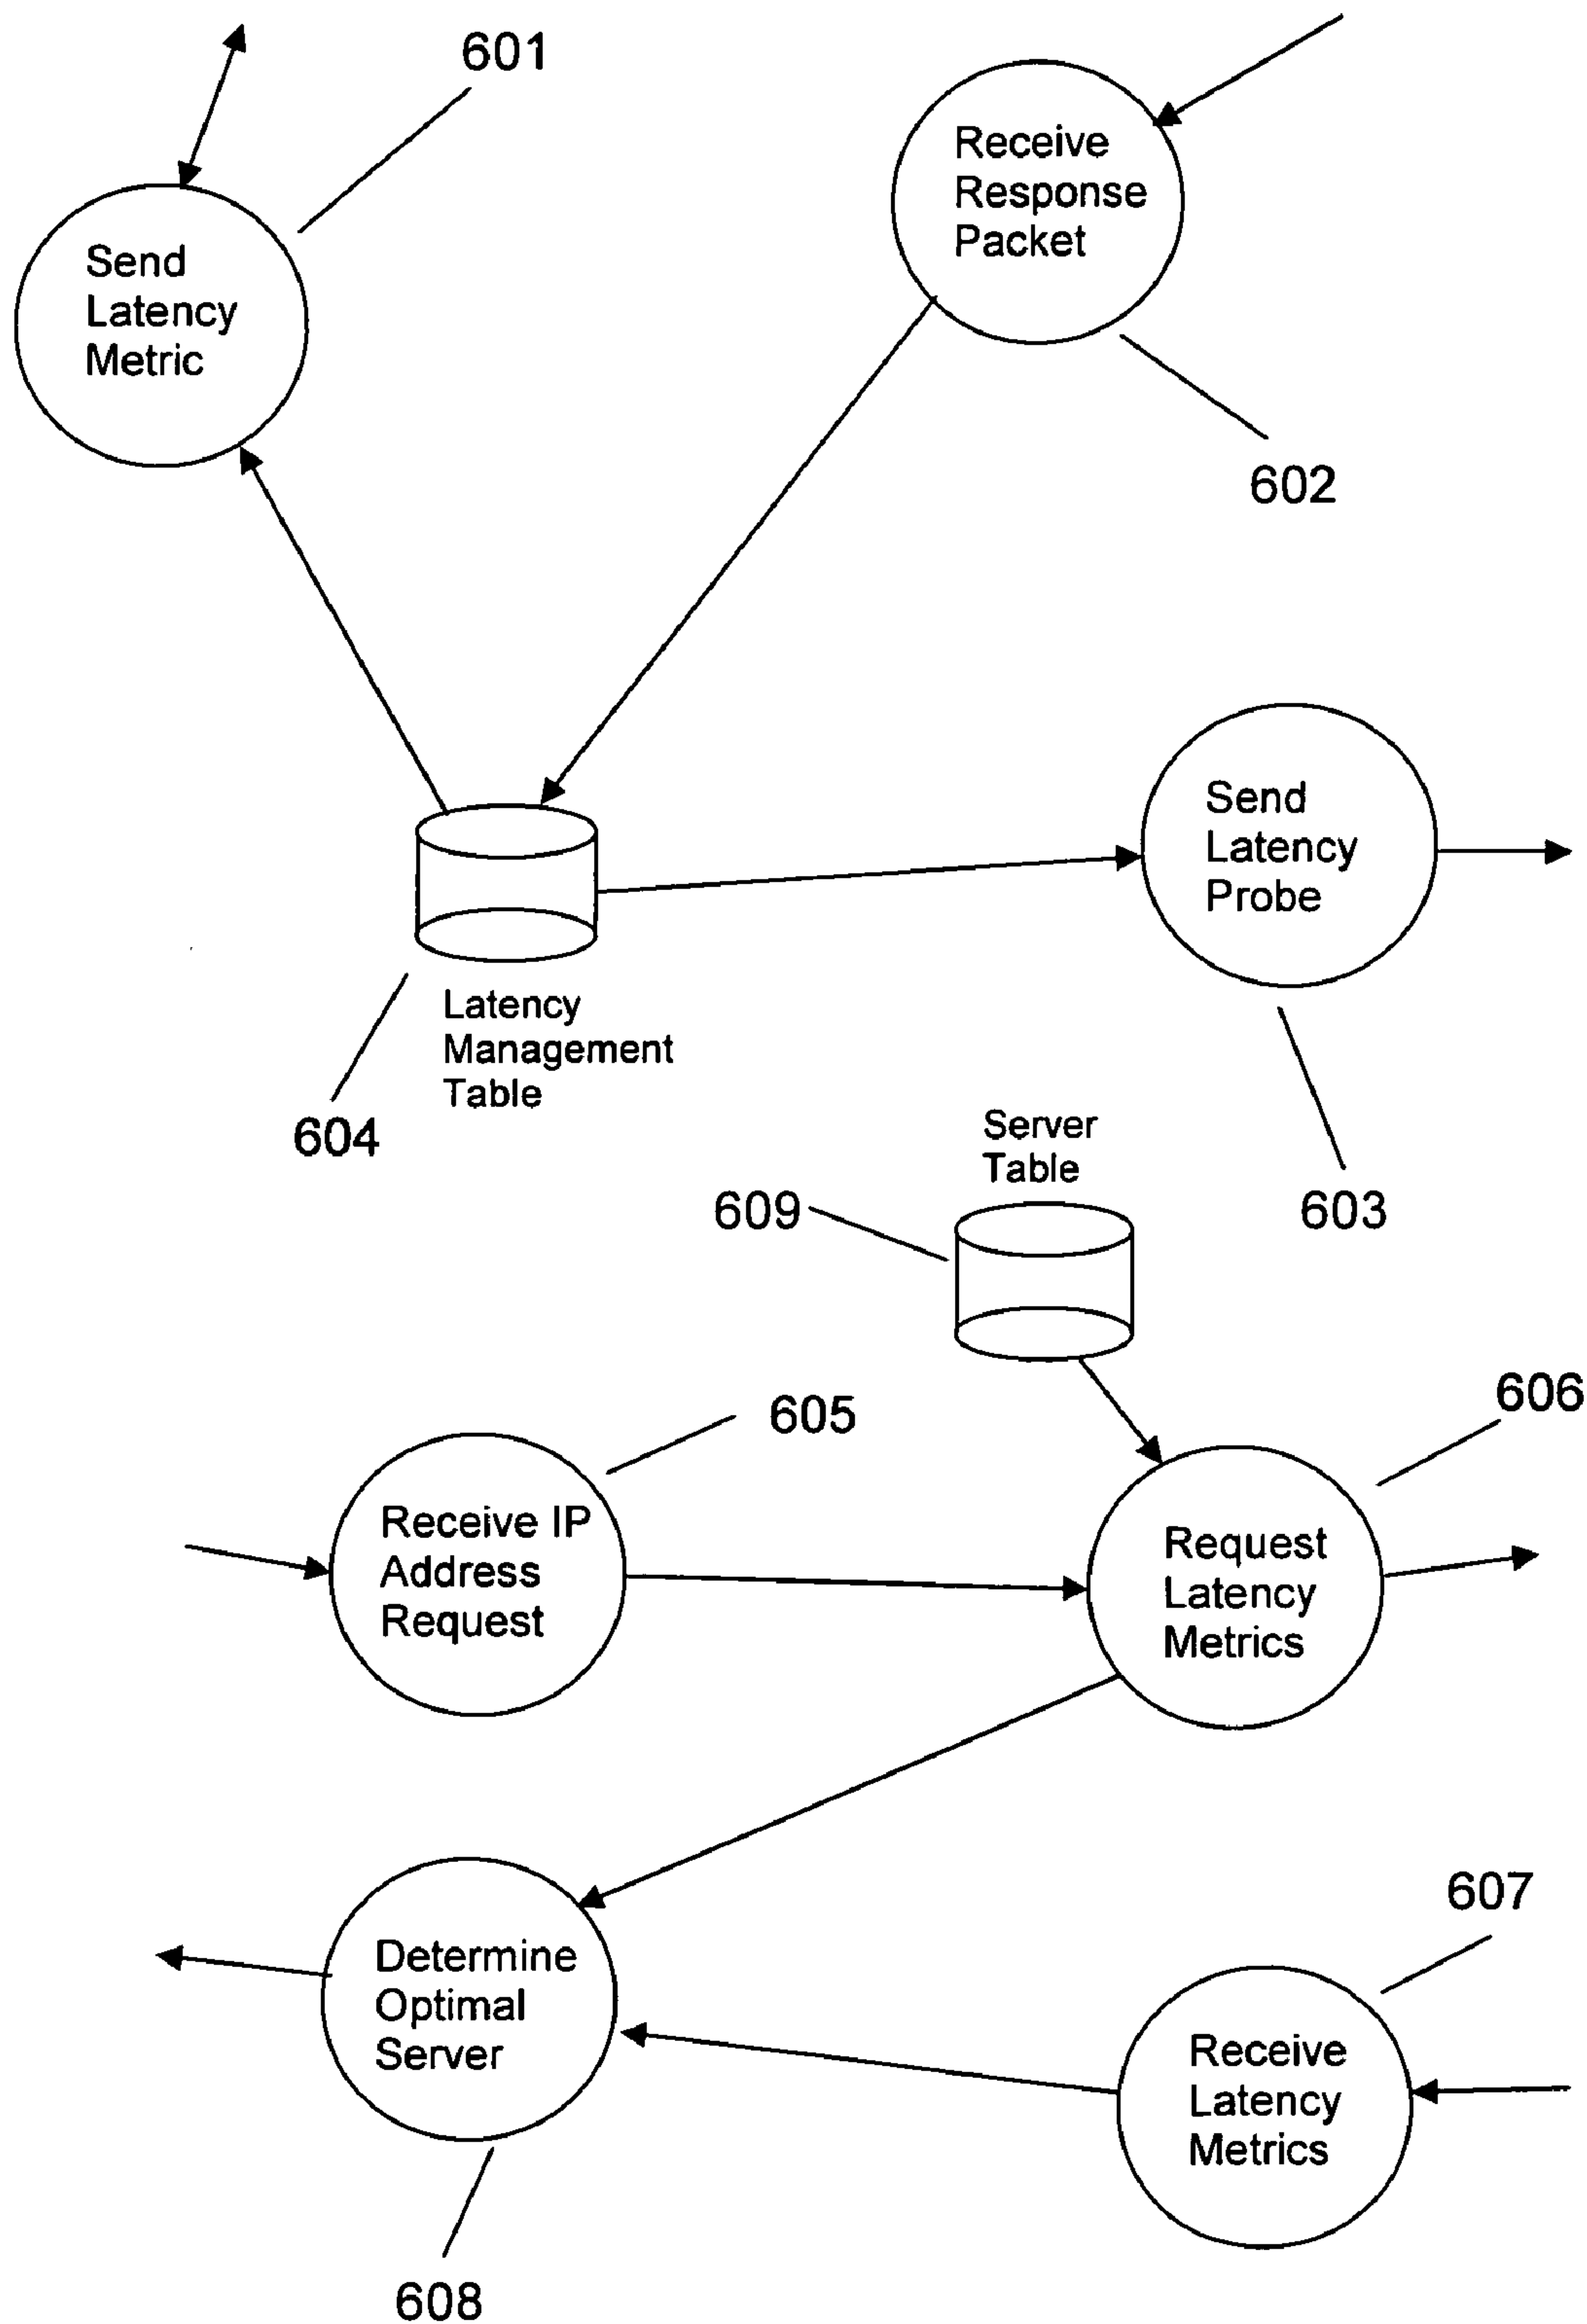 601
Receive
Response
Packet
Send
Latency
Metric
602
Send
Latency
Probe
Latency
Management
Table
604
Server
Table
609
603
606
605
Receive IP
Address
Request
Request
Latency
Metrics
607
Determine
Optimal
Server
Receive
Latency
Metrics
608